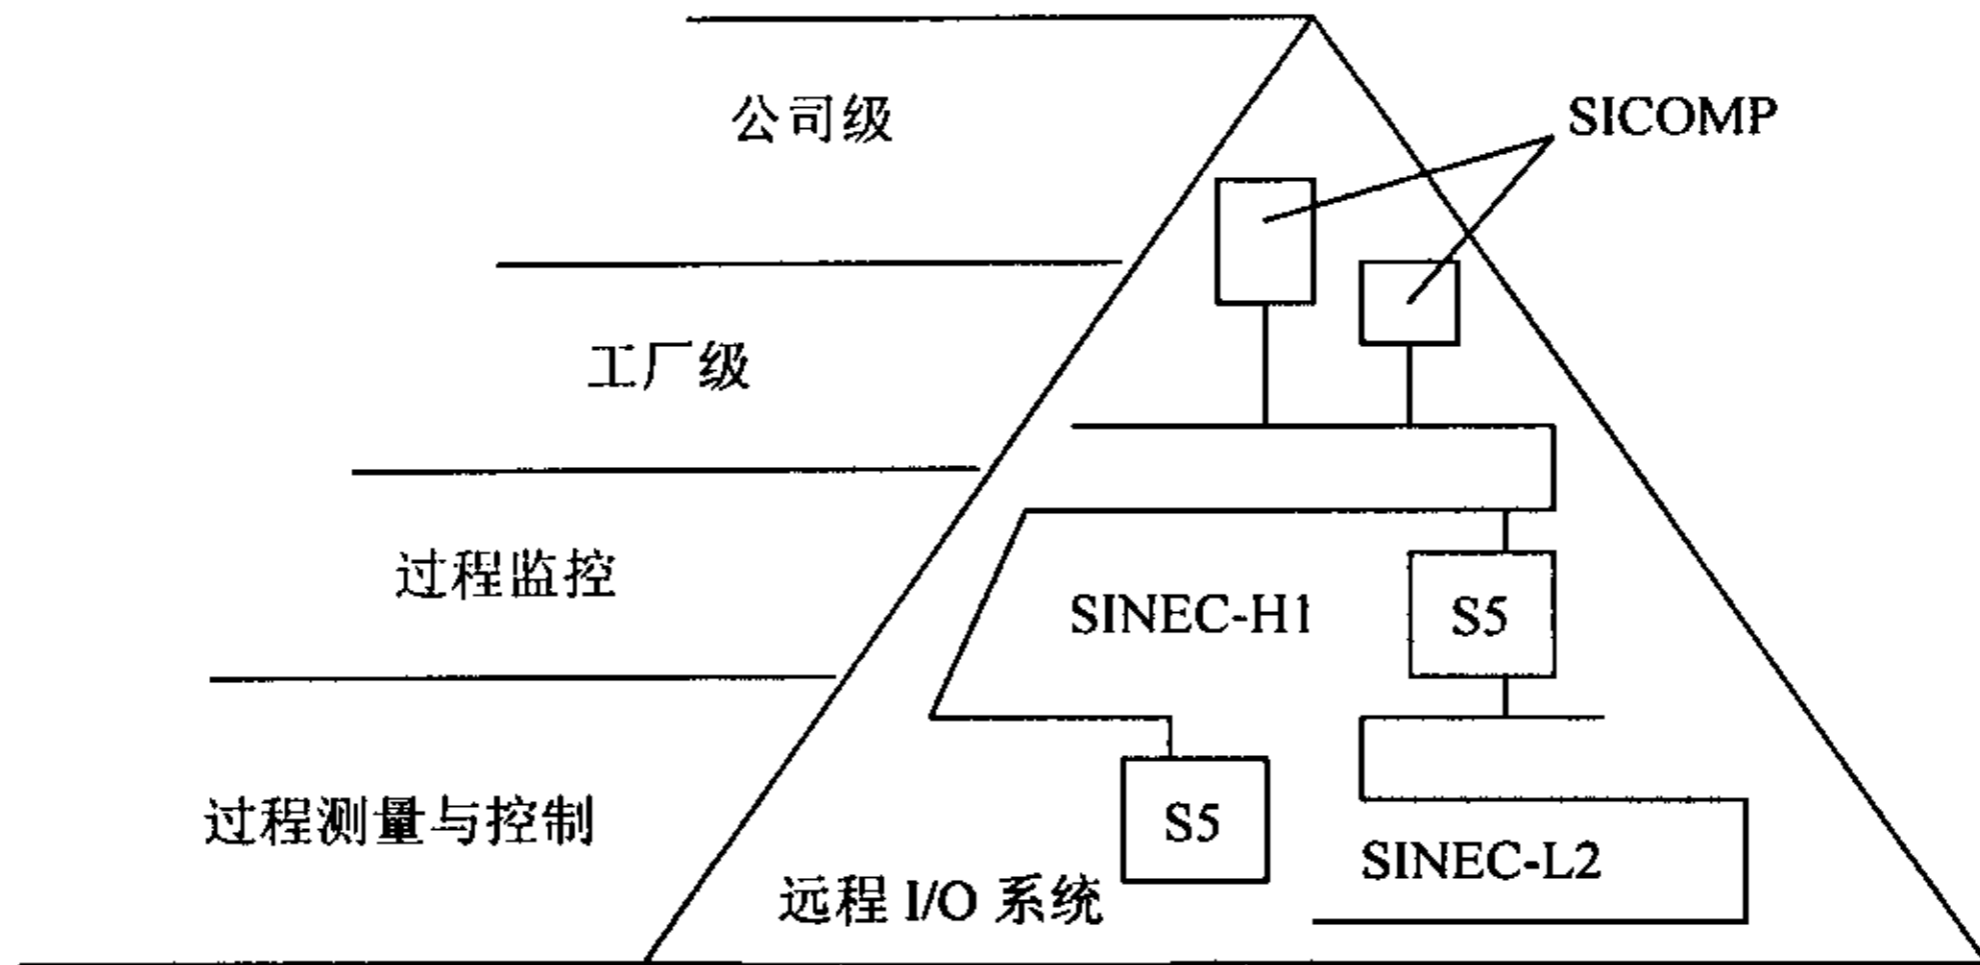 公司级
SICOMP
工厂级
过程监控
SINEC-H1
S5
过程测量与控制
S5
SINEC-L2
远程 I/O 系统